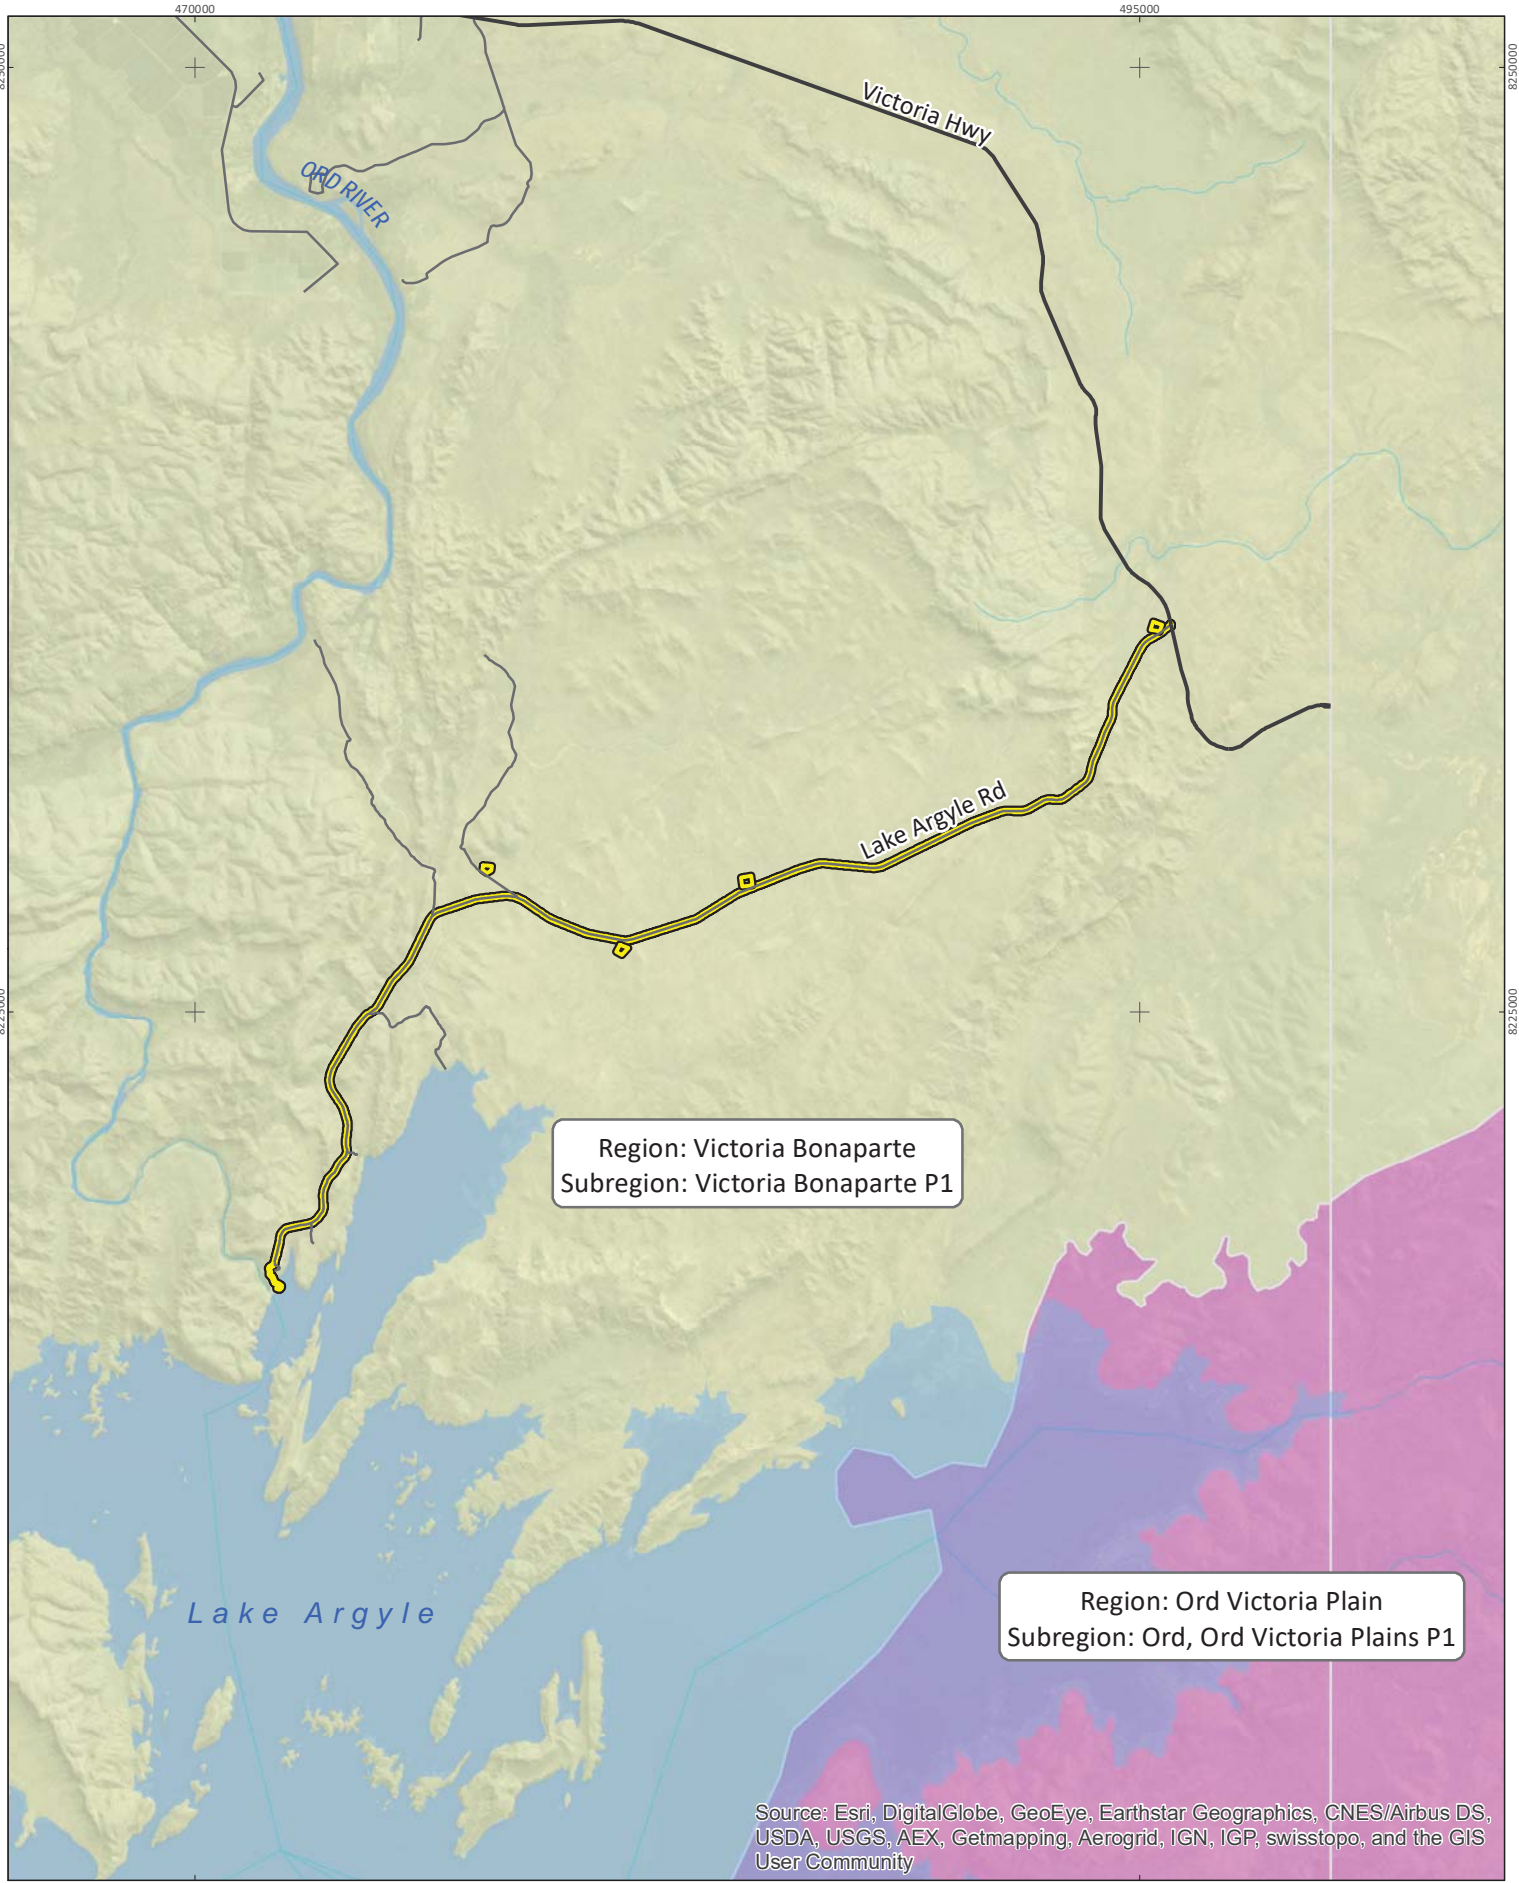 470000
495000
8250000
8250000
Victoria Hwy
ORD RIVER
Lake Argyle Rd
8225000
8225000
Region: Victoria Bonaparte
Subregion: Victoria Bonaparte P1
Region: Ord Victoria Plain
Subregion: Ord, Ord Victoria Plains P1
Lake Argyle
Source: Esri, DigitalGlobe, GeoEye, Earthstar Geographics, CNES/Airbus DS,
USDA, USGS, AEX, Getmapping, Aerogrid, IGN, IGP, swisstopo, and the GIS
User Community